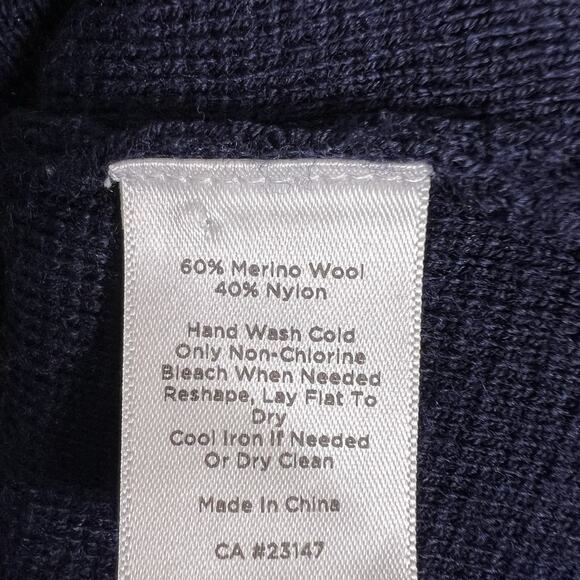 60% Merino Wool
40% Nylon
Hand Wash Cold
Only Non-Chlorine
Bleach When Needed
Reshape, Lay Flat To
Dry
Cool Iron If Needed
Or Dry Clean
Made In China
CA #23147